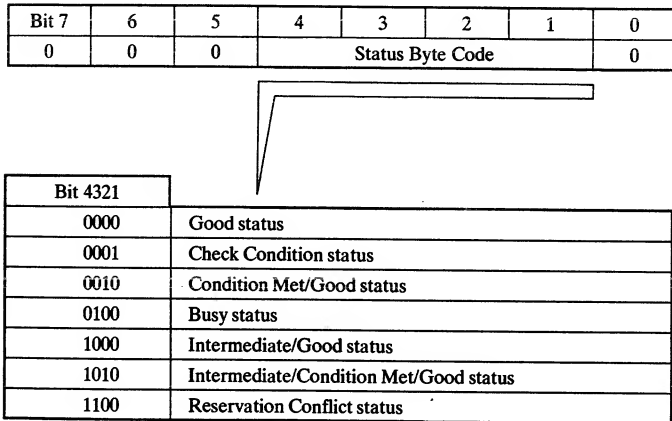 Bit 7 6 5 4 3 2 1 0
0 0 0 Status Byte Code 0
Bit 4321
0000 Good status
0001 Check Condition status
0010 Condition Met/Good status
0100 Busy status
1000 Intermediate/Good status
1010 Intermediate/Condition Met/Good status
1100 Reservation Conflict status